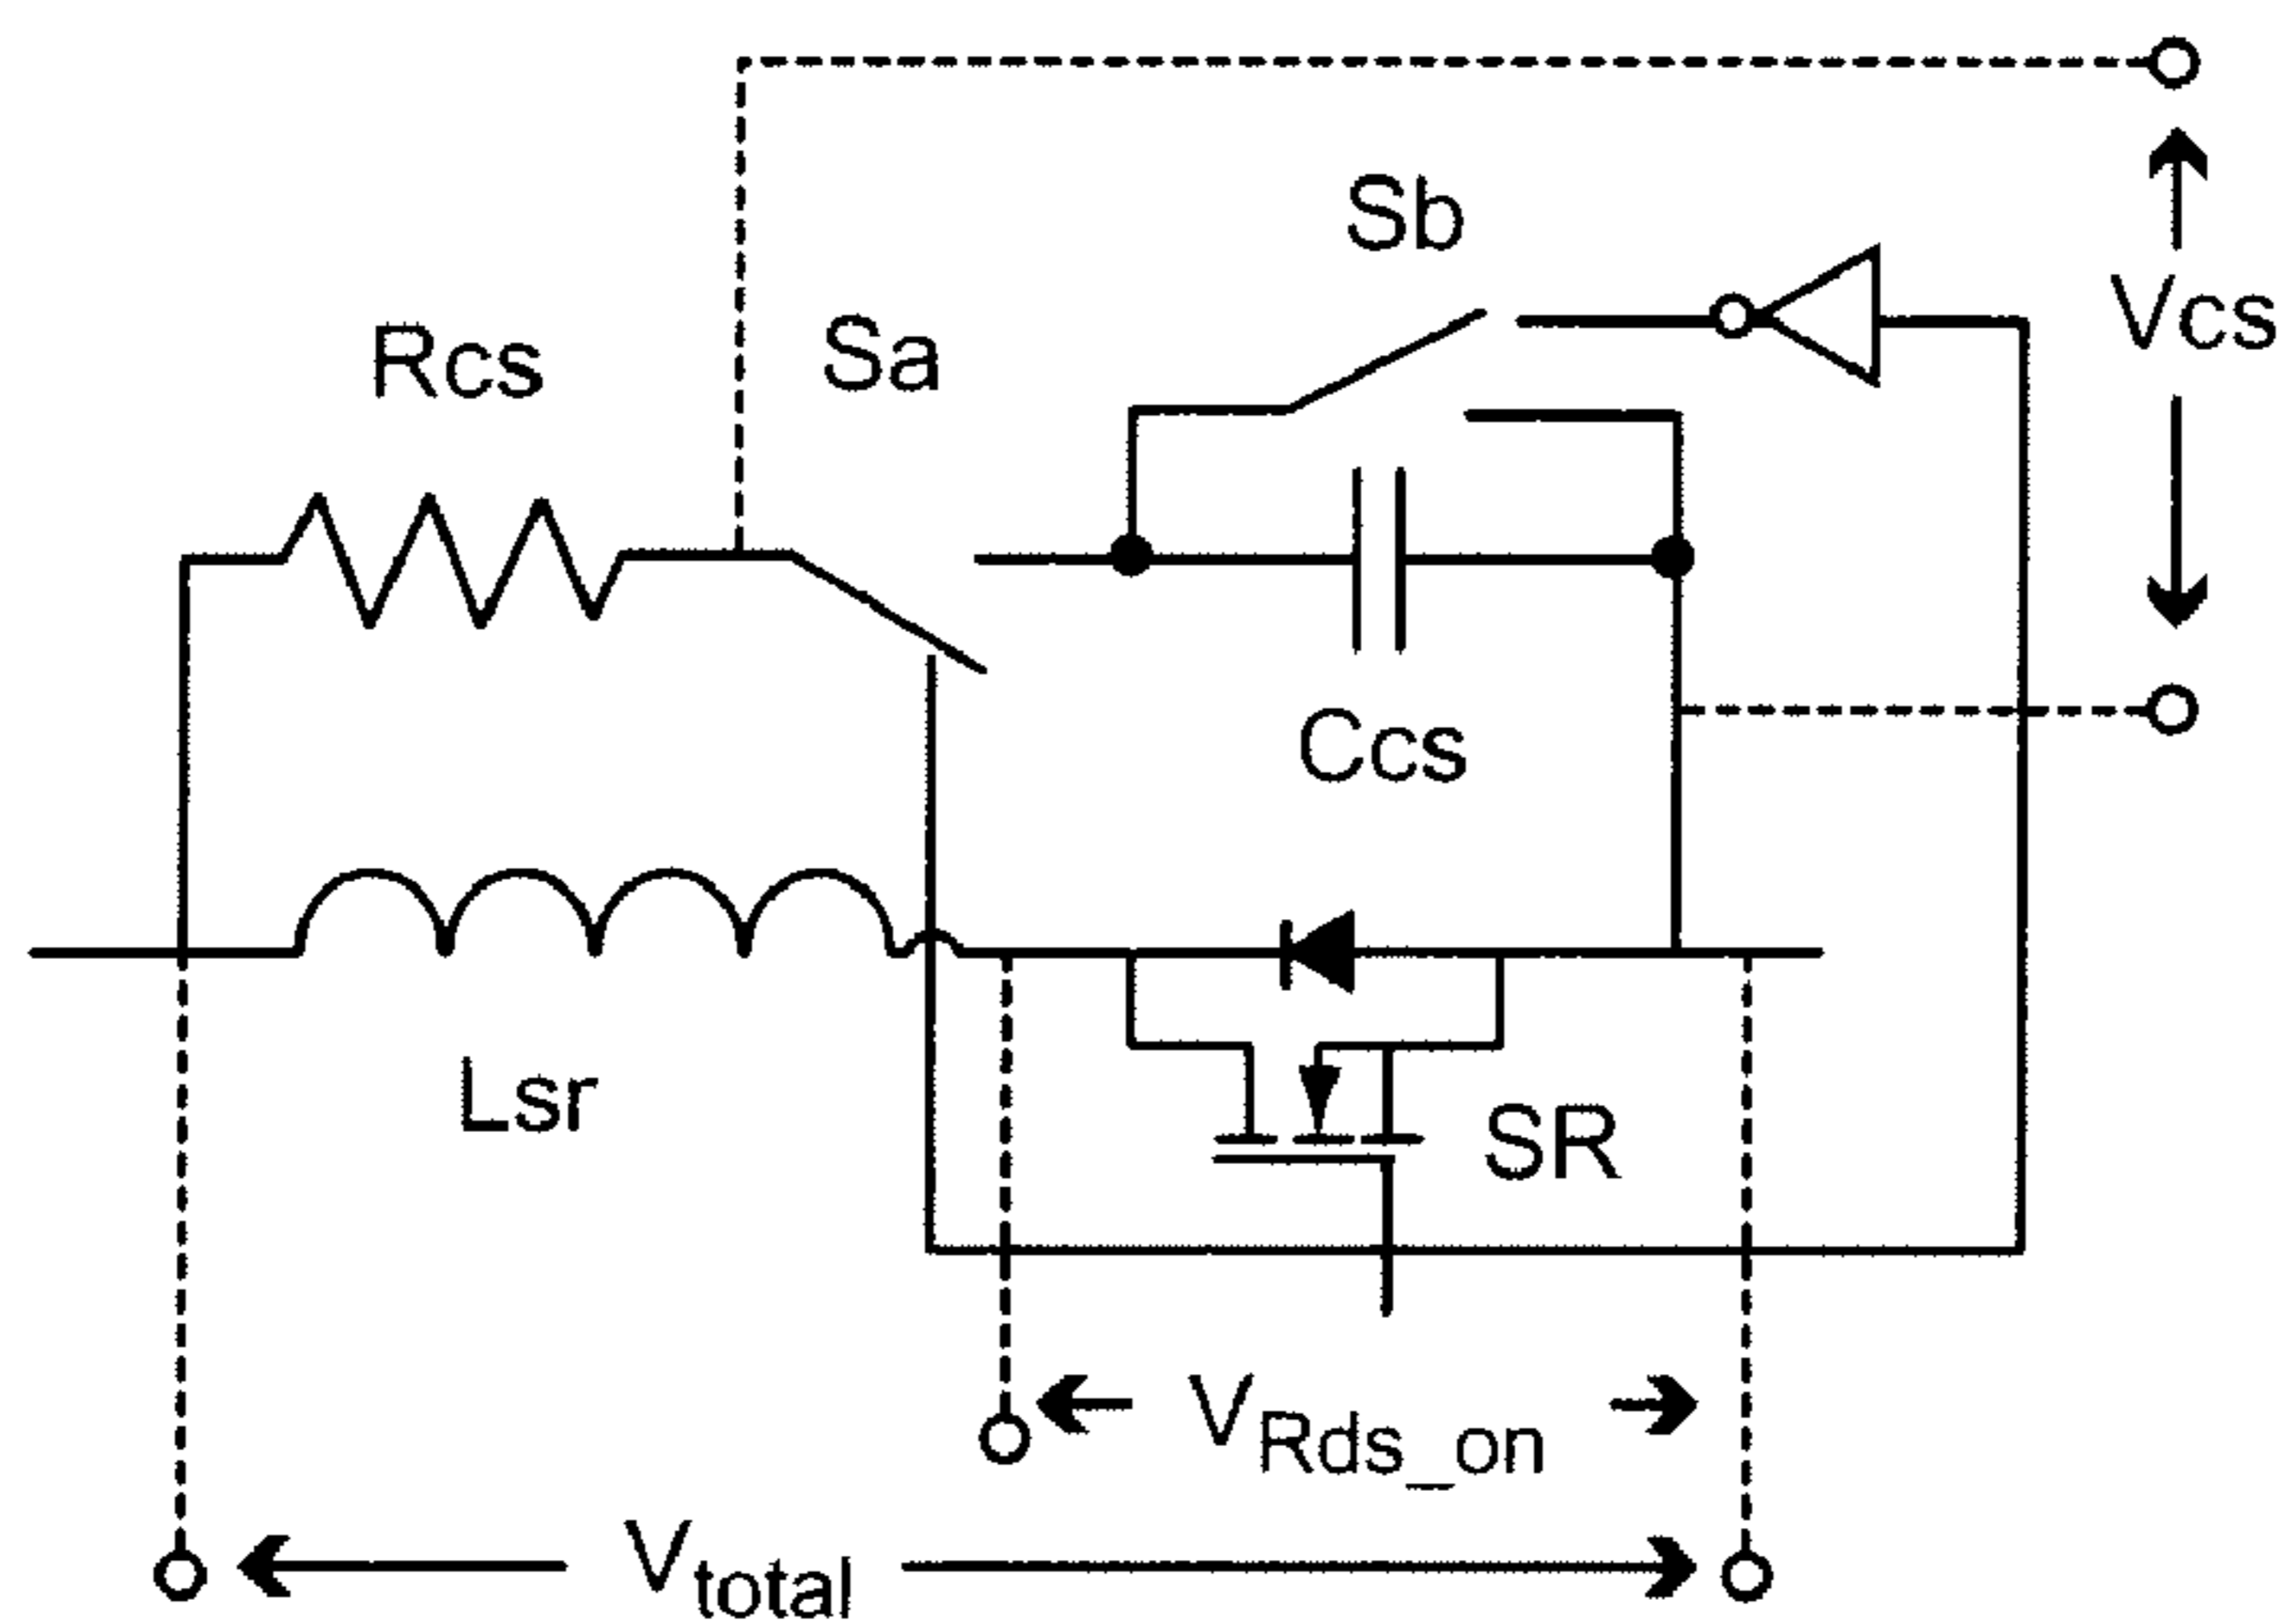 Sb
Vcs
Rcs
Sa
Ccs
Lsr
SR
VRds_on
Vtotal